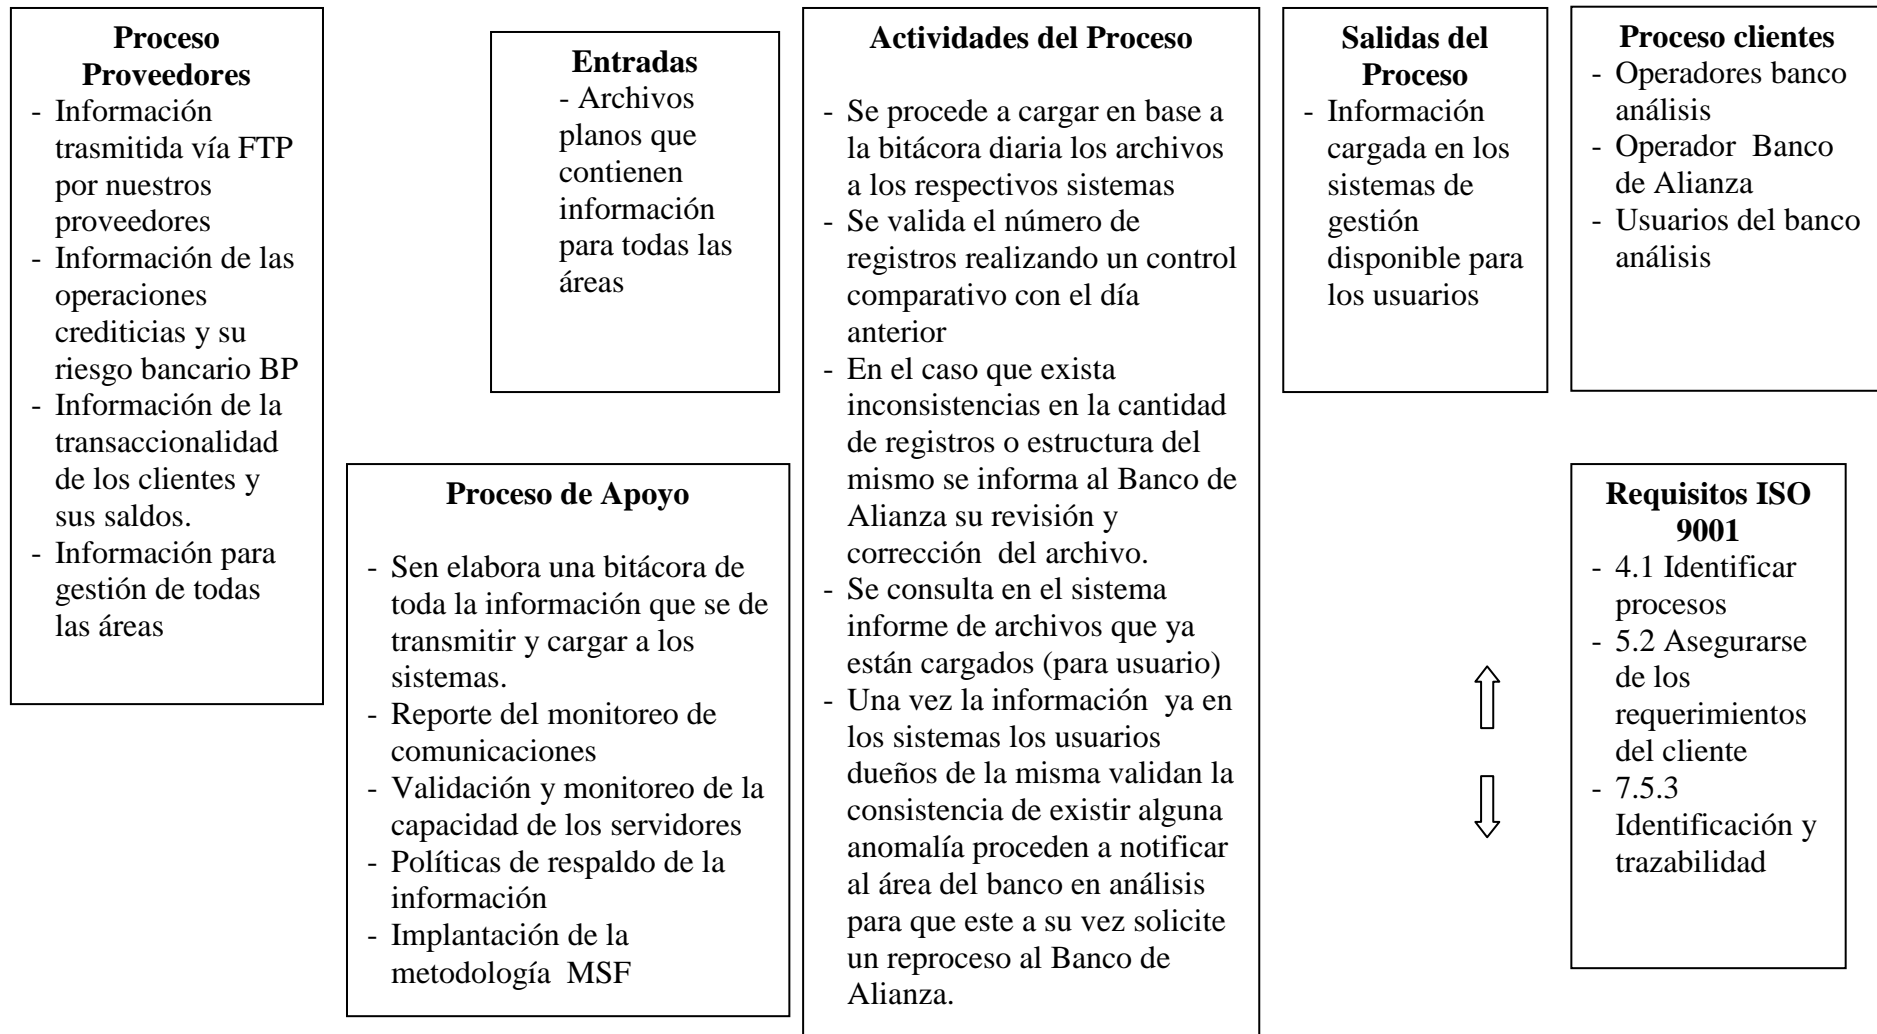 Proceso
Proveedores
- Información
trasmitida vía FTP
por nuestros
proveedores
- Información de las
operaciones
crediticias y su
riesgo bancario BP
- Información de la
transaccionalidad
de los clientes y
sus saldos.
- Información para
gestión de todas
las áreas
Entradas
- Archivos
planos que
contienen
información
para todas las
áreas
Proceso de Apoyo
- Sen elabora una bitácora de
toda la información que se de
transmitir y cargar a los
sistemas.
- Reporte del monitoreo de
comunicaciones
- Validación y monitoreo de la
capacidad de los servidores
- Políticas de respaldo de la
información
- Implantación de la
metodología MSF
Actividades del Proceso
- Se procede a cargar en base a
la bitácora diaria los archivos
a los respectivos sistemas
- Se valida el número de
registros realizando un control
comparativo con el día
anterior
- En el caso que exista
inconsistencias en la cantidad
de registros o estructura del
mismo se informa al Banco de
Alianza su revisión y
corrección del archivo.
- Se consulta en el sistema
informe de archivos que ya
están cargados (para usuario)
- Una vez la información ya en
los sistemas los usuarios
dueños de la misma validan la
consistencia de existir alguna
anomalía proceden a notificar
al área del banco en análisis
para que este a su vez solicite
un reproceso al Banco de
Alianza.
Salidas del
Proceso
- Información
cargada en los
sistemas de
gestión
disponible para
los usuarios
Proceso clientes
- Operadores banco
análisis
- Operador Banco
de Alianza
- Usuarios del banco
análisis
Requisitos ISO
9001
- 4.1 Identificar
procesos
- 5.2 Asegurarse
de los
requerimientos
del cliente
- 7.5.3
Identificación y
trazabilidad